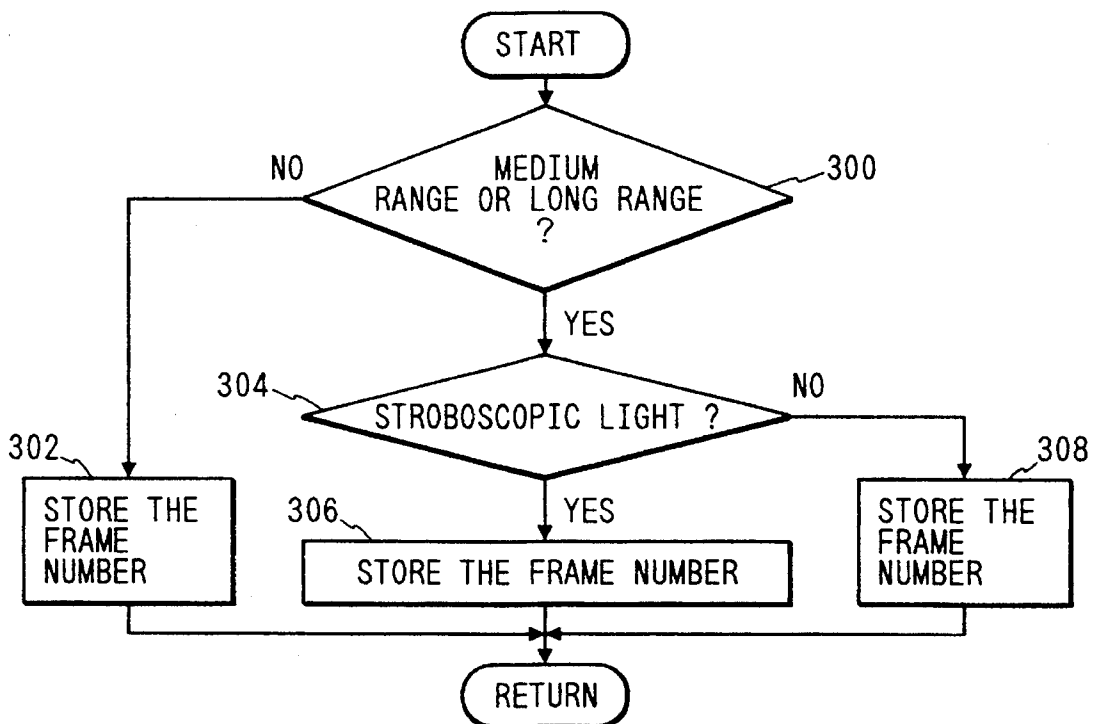 START
NO
MEDIUM
RANGE OR LONG RANGE
?
300
YES
304
STROBOSCOPIC LIGHT ?
NO
302
STORE THE
FRAME
NUMBER
306
YES
STORE THE FRAME NUMBER
308
STORE THE
FRAME
NUMBER
RETURN